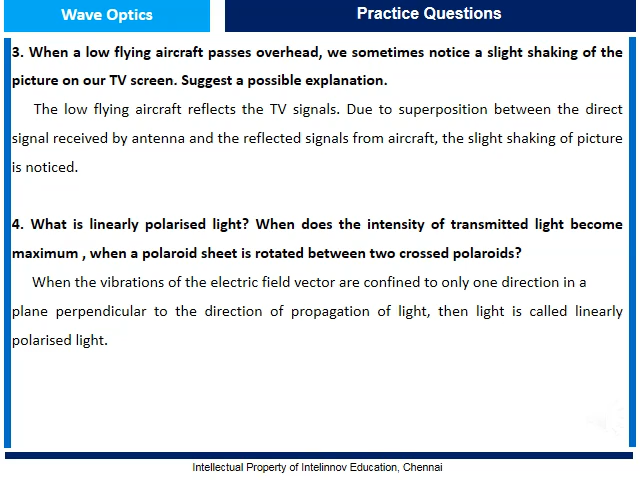 Wave Optics
Practice Questions
3. When a low flying aircraft passes overhead, we sometimes notice a slight shaking of the
picture on our TV screen. Suggest a possible explanation.
The low flying aircraft reflects the TV signals. Due to superposition between the direct
signal received by antenna and the reflected signals from aircraft, the slight shaking of picture
is noticed.
4. What is linearly polarised light? When does the intensity of transmitted light become
maximum , when a polaroid sheet is rotated between two crossed polaroids?
When the vibrations of the electric field vector are confined to only one direction in a
plane perpendicular to the direction of propagation of light, then light is called linearly
polarised light.
Intellectual Property of Intelinnov Education, Chennai